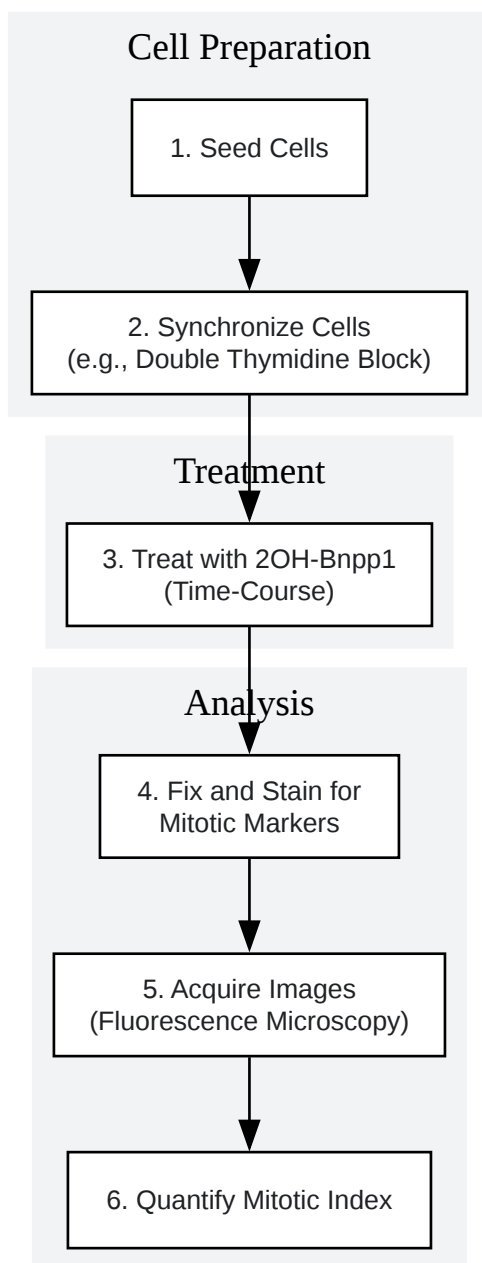 Cell Preparation
1. Seed Cells
2. Synchronize Cells
(e.g., Double Thymidine Block)
Treatment
3. Treat with 2OH-Bnpp1
(Time-Course)
Analysis
4. Fix and Stain for
Mitotic Markers
5. Acquire Images
(Fluorescence Microscopy)
6. Quantify Mitotic Index